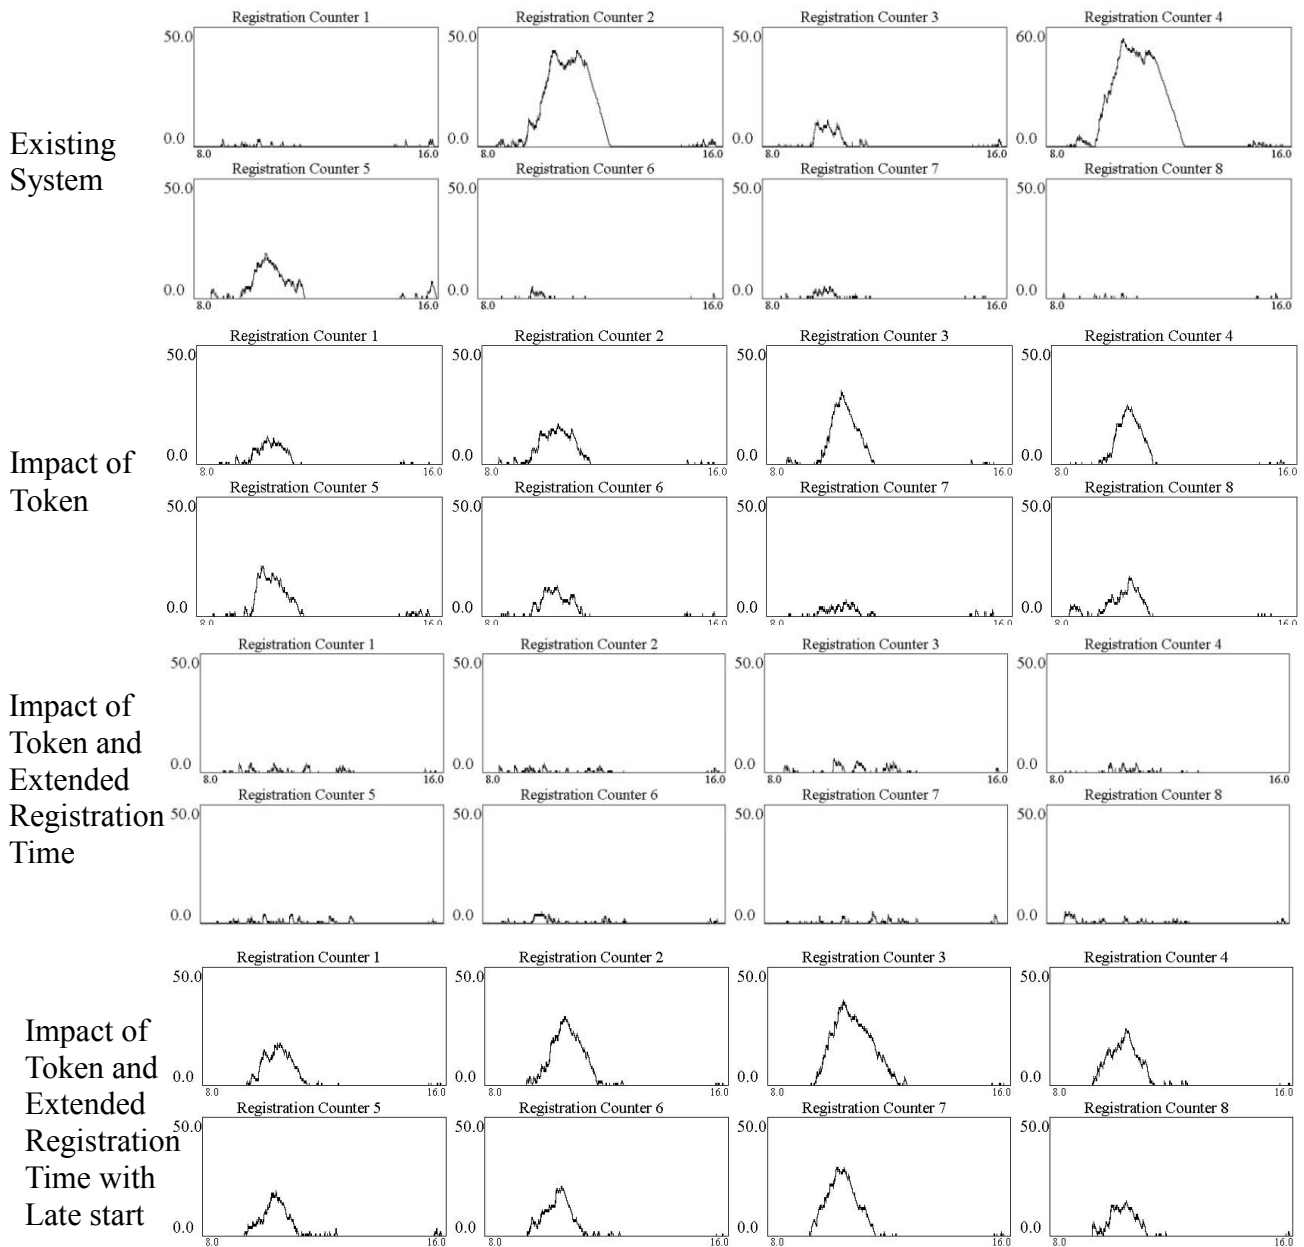 Registration Counter 1 Registration Counter 2 Registration Counter 3 Registration Counter 4
50.0 50.0 50.0 60.0
0.0 0.0 0.0 0.0
8.0 16.0 8.0 16.0 8.0 16.0 8.0 16.0
Existing
System
Registration Counter 5 Registration Counter 6 Registration Counter 7 Registration Counter 8
50.0 50.0 50.0 50.0
0.0 0.0 0.0 0.0
8.0 16.0 8.0 16.0 8.0 16.0 8.0 16.0
Registration Counter 1 Registration Counter 2 Registration Counter 3 Registration Counter 4
50.0 50.0 50.0 50.0
0.0 0.0 0.0 0.0
8.0 16.0 8.0 16.0 8.0 16.0 8.0 16.0
Impact of
Token
Registration Counter 5 Registration Counter 6 Registration Counter 7 Registration Counter 8
50.0 50.0 50.0 50.0
0.0 0.0 0.0 0.0
8.0 16.0 8.0 16.0 8.0 16.0 8.0 16.0
Registration Counter 1 Registration Counter 2 Registration Counter 3 Registration Counter 4
50.0 50.0 50.0 50.0
0.0 0.0 0.0 0.0
8.0 16.0 8.0 16.0 8.0 16.0 8.0 16.0
Impact of
Token and
Extended
Registration
Time
Registration Counter 5 Registration Counter 6 Registration Counter 7 Registration Counter 8
50.0 50.0 50.0 50.0
0.0 0.0 0.0 0.0
Registration Counter 1 Registration Counter 2 Registration Counter 3 Registration Counter 4
50.0 50.0 50.0 50.0
0.0 0.0 0.0 0.0
8.0 16.0 8.0 16.0 8.0 16.0 8.0 16.0
Impact of
Token and
Extended
Registration
Time with
Late start
Registration Counter 5 Registration Counter 6 Registration Counter 7 Registration Counter 8
50.0 50.0 50.0 50.0
0.0 0.0 0.0 0.0
8.0 16.0 8.0 16.0 8.0 16.0 8.0 16.0